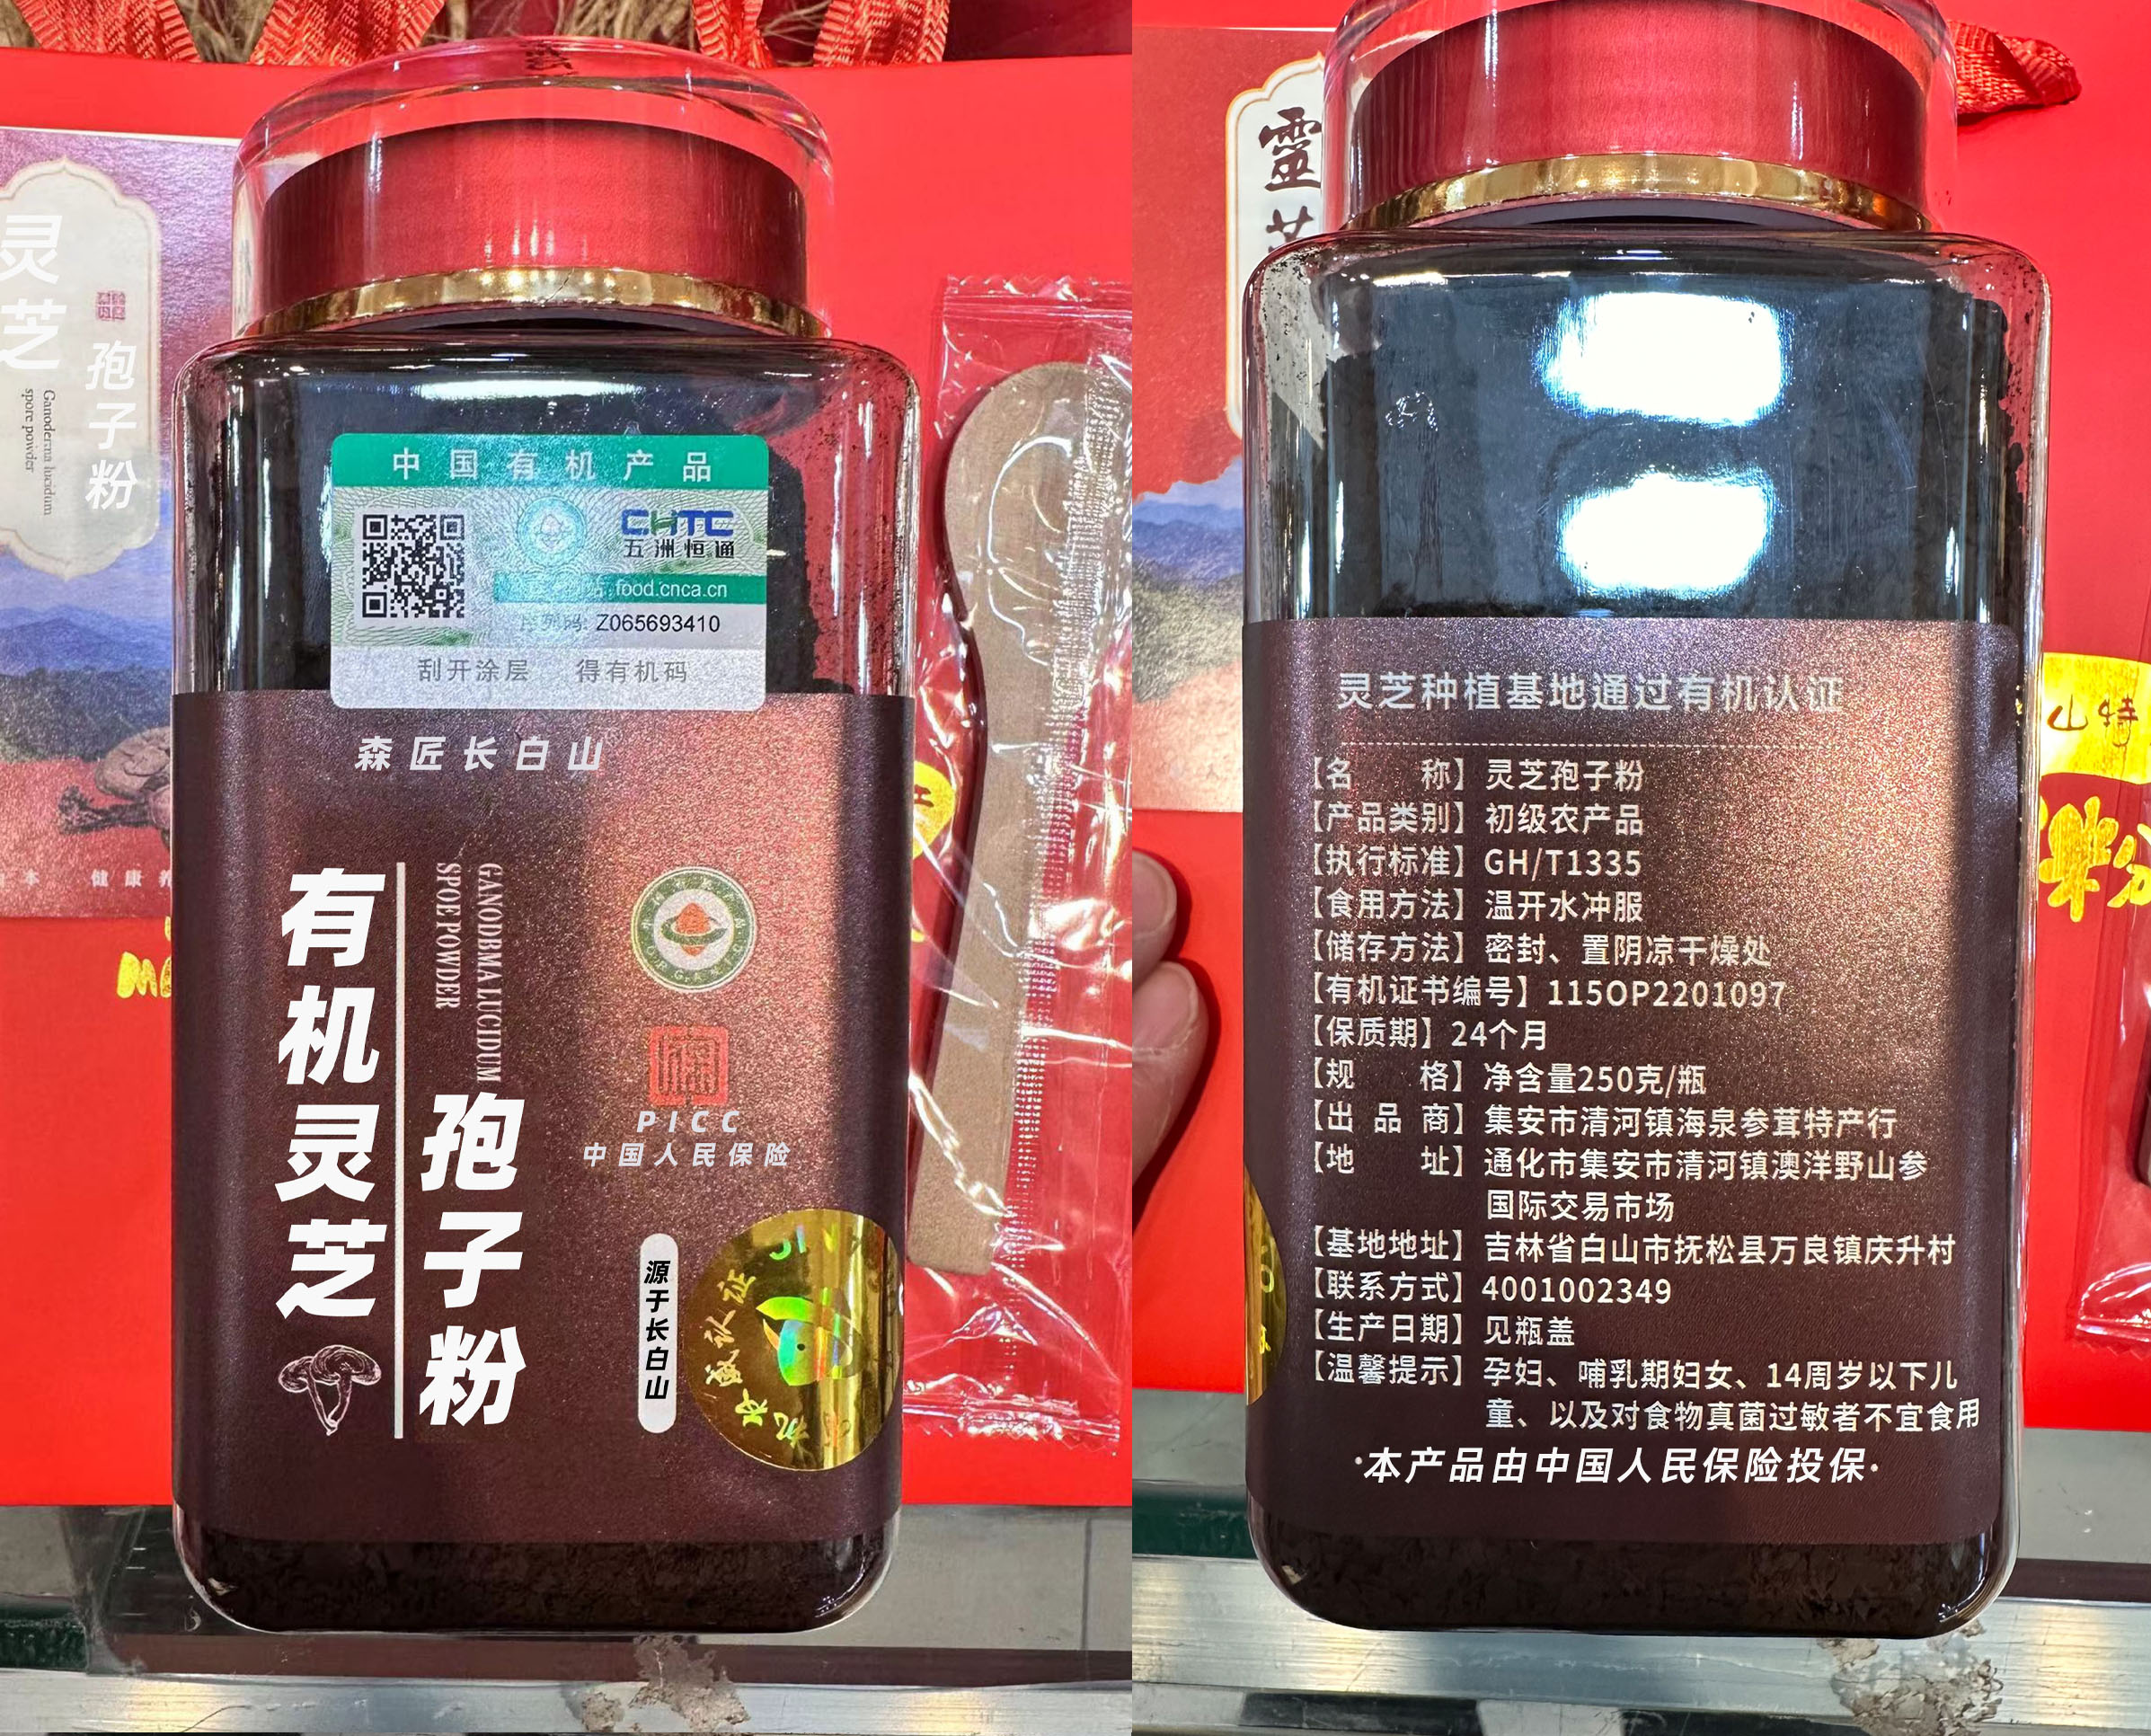 灵芝
孢子粉
Ganoderma lucidum
spore powder
中国有机产品
CHTC
五洲恒通
food.cnca.cn
Z065693410
刮开涂层 得有机码
森匠长白山
有机灵芝
GANODBMA LUCIDUM
SPOE POWDER
孢子粉
PICC
中国人民保险
源于长白山
靈芝
山特
灵芝种植基地通过有机认证
【名 称】灵芝孢子粉
【产品类别】初级农产品
【执行标准】GH/T1335
【食用方法】温开水冲服
【储存方法】密封、置阴凉干燥处
【有机证书编号】115OP2201097
【保质期】24个月
【规 格】净含量250克/瓶
【出 品 商】集安市清河镇海泉参茸特产行
【地 址】通化市集安市清河镇澳洋野山参
国际交易市场
【基地地址】吉林省白山市抚松县万良镇庆升村
【联系方式】4001002349
【生产日期】见瓶盖
【温馨提示】孕妇、哺乳期妇女、14周岁以下儿
童、以及对食物真菌过敏者不宜食用
·本产品由中国人民保险投保·